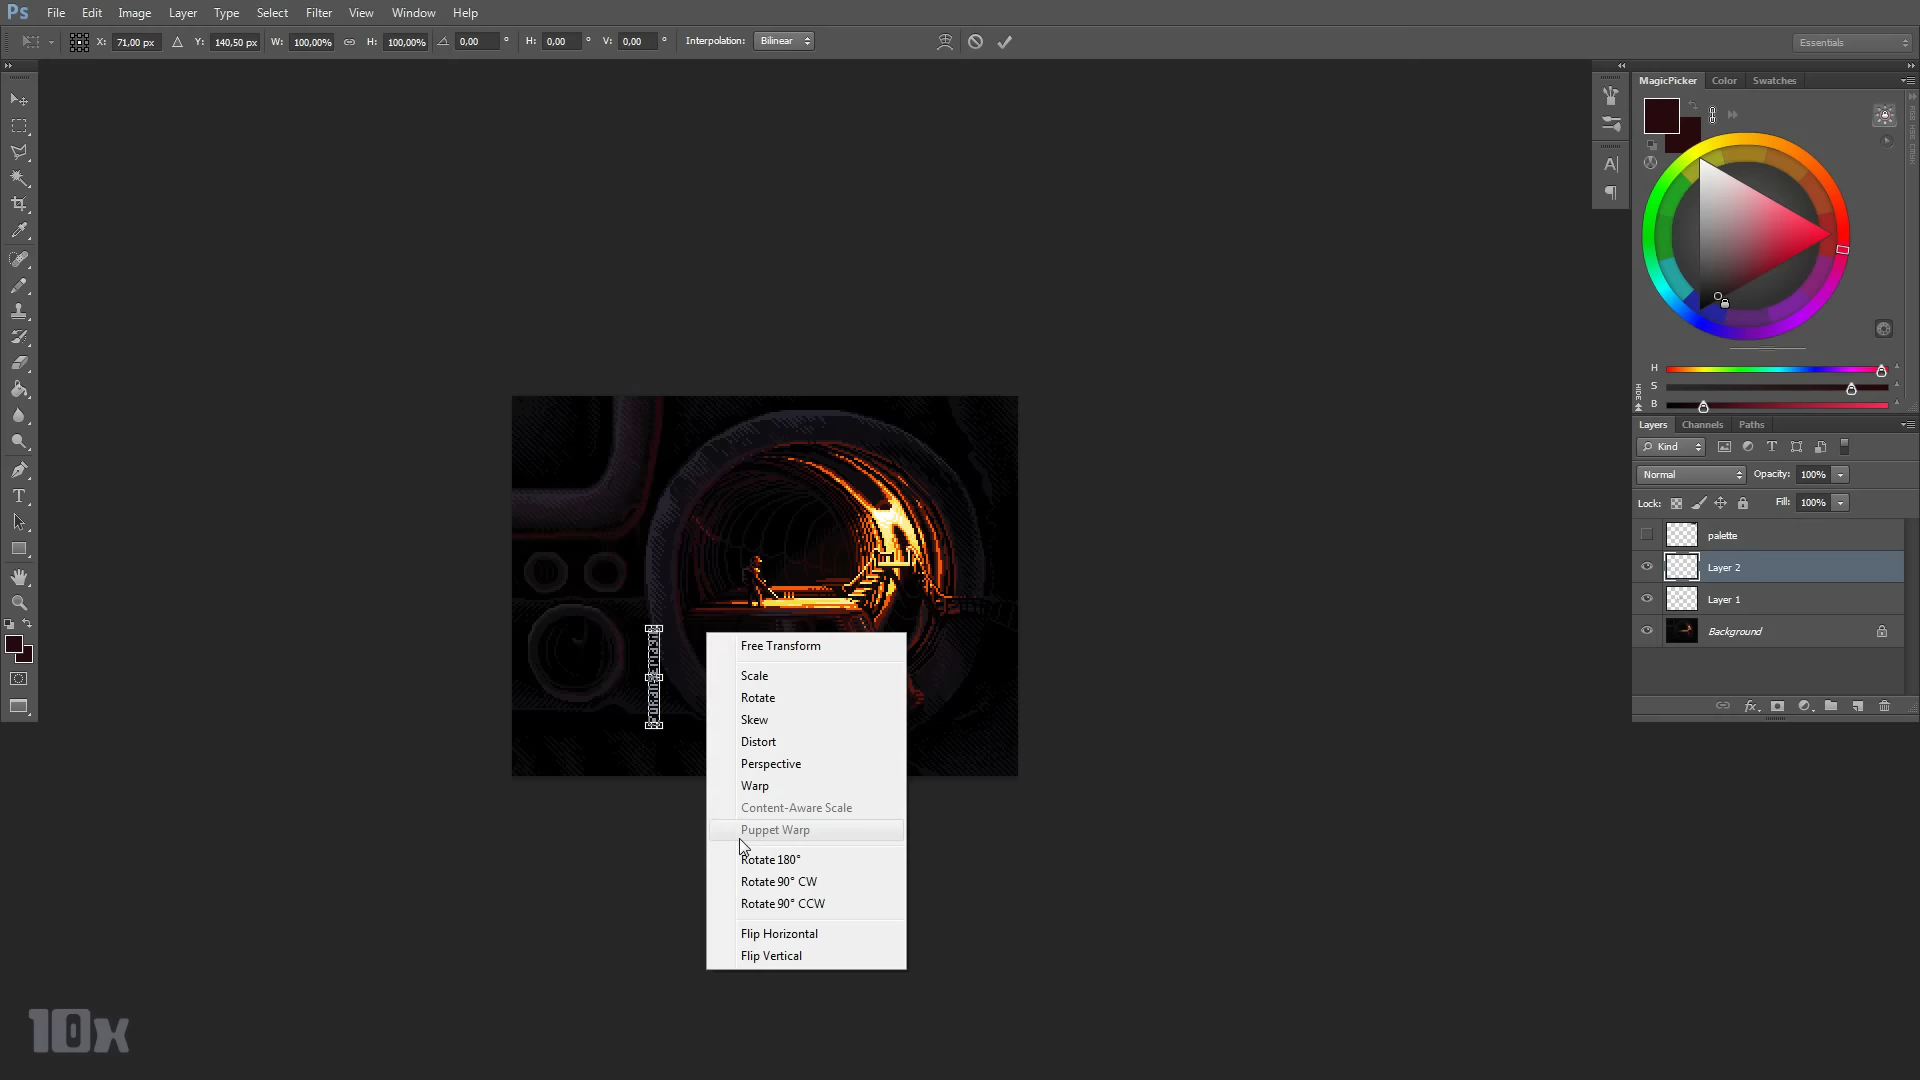 Ps File Edit Image Layer Type Select Filter View Window Help
X: 71,00 px Y: 140,50 px W: 100,00% H: 100,00% 0,00 ° H: 0,00 ° V: 0,00 ° Interpolation: Bilinear Essentials
MagicPicker Color Swatches
H
S
B
HIDE
Layers Channels Paths
Kind
Normal Opacity: 100%
Lock: Fill: 100%
palette
Layer 2
Layer 1
Background
Free Transform
Scale
Rotate
Skew
Distort
Perspective
Warp
Content-Aware Scale
Puppet Warp
Rotate 180°
Rotate 90° CW
Rotate 90° CCW
Flip Horizontal
Flip Vertical
10x